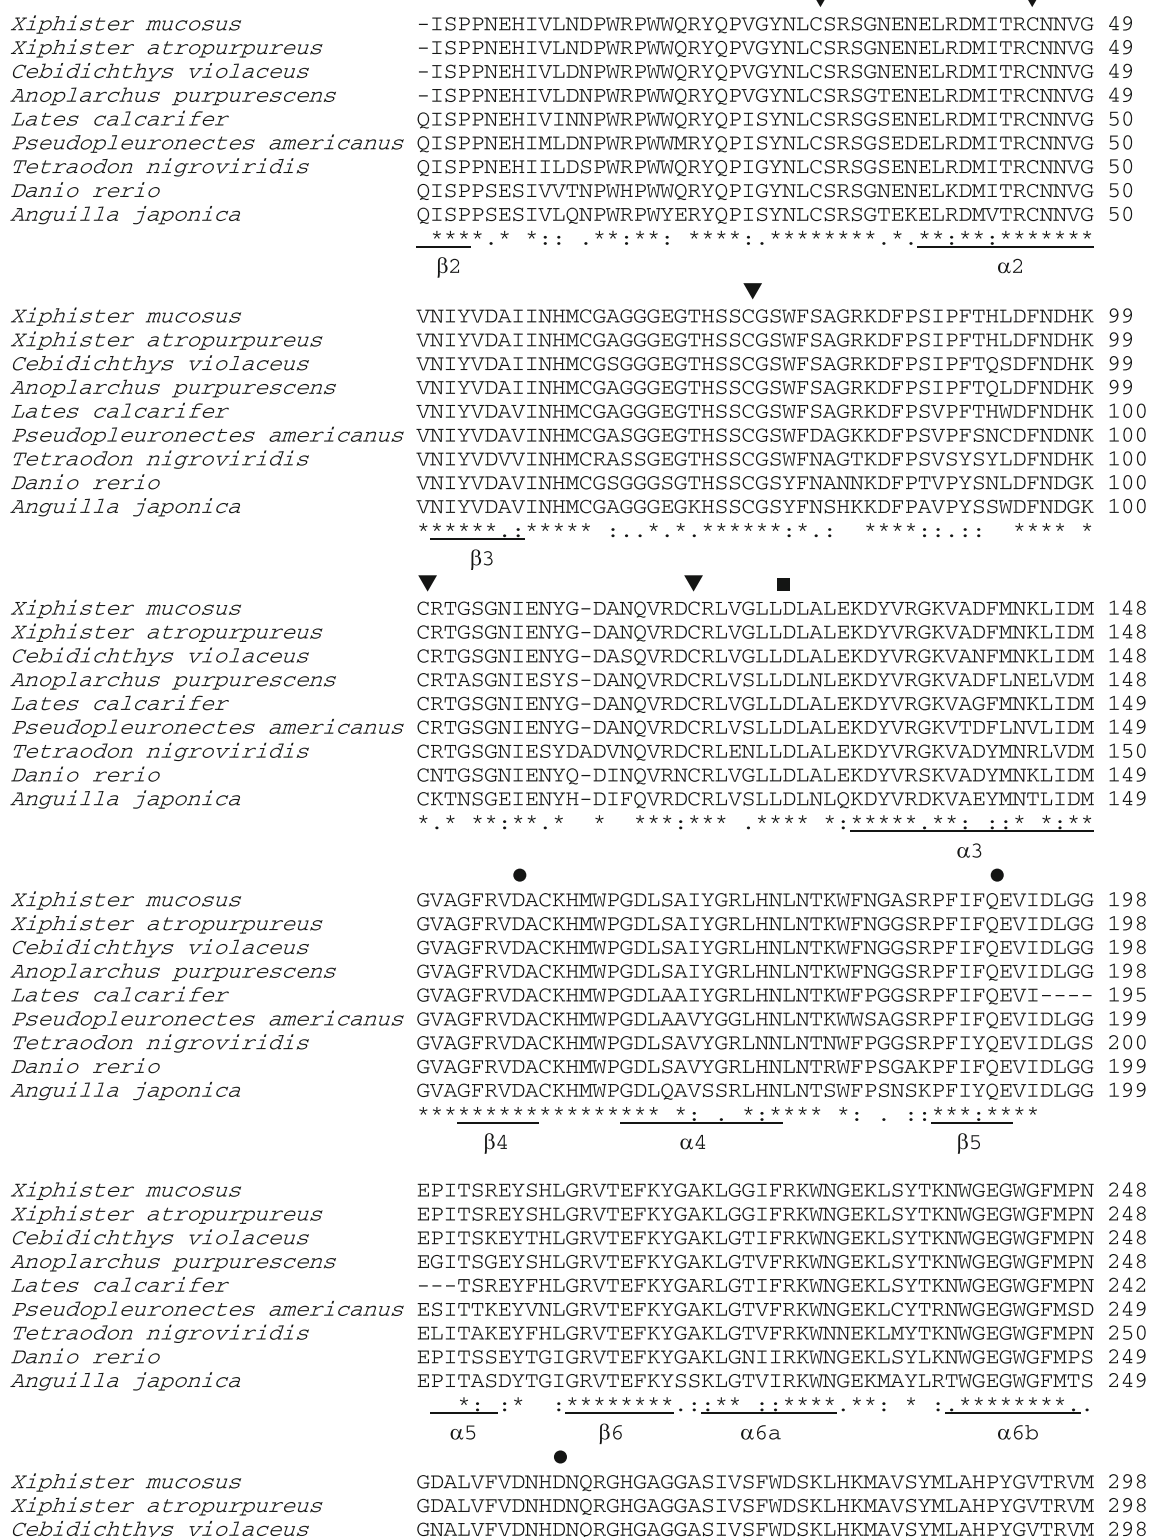 Xiphister mucosus -ISPPNEHIVLNDPWRPWWQRYQPVGYNLCSRSGNENELRDMITRCNNVG 49
Xiphister atropurpureus -ISPPNEHIVLDNPWRPWWQRYQPVGYNLCSRSGNENELRDMITRCNNVG 49
Cebidichthys violaceus -ISPPNEHIVLDNPWRPWWQRYQPVGYNLCSRSGNENELRDMITRCNNVG 49
Anoplarchus purpurescens -ISPPNEHIVLDNPWRPWWQRYQPVGYNLCSRSGTENELRDMITRCNNVG 49
Lates calcarifer QISPPNEHIVINNPWRPWWQRYQPISYNLCSRSGSENELRDMITRCNNVG 50
Pseudopleuronectes americanus QISPPNEHIMLDNPWRPWWMRYQPISYNLCSRSGSEDELRDMITRCNNVG 50
Tetraodon nigroviridis QISPPNEHIILDSPWRPWWQRYQPISYNLCSRSGSENELRDMITRCNNVG 50
Danio rerio QISPPSESIVVTNPWHPWWQRYQPIGYNLCSRSGNENELKDMITRCNNVG 50
Anguilla japonica QISPPSESIVLQNPWRPWYERYQPISYNLCSRSGTEKELRDMVTRCNNVG 50
****.* *:: .**:**: ****:.********.*.**:**:*******
β2 α2
Xiphister mucosus VNIYVDAIINHMCGAGGGEGTHSSCGSWFSAGRKDFPSIPFTHLDFNDHK 99
Xiphister atropurpureus VNIYVDAIINHMCGAGGGEGTHSSCGSWFSAGRKDFPSIPFTHLDFNDHK 99
Cebidichthys violaceus VNIYVDAIINHMCGSGGGEGTHSSCGSWFSAGRKDFPSIPFTQSDFNDHK 99
Anoplarchus purpurescens VNIYVDAIINHMCGAGGGEGTHSSCGSWFSAGRKDFPSIPFTQLDFNDHK 99
Lates calcarifer VNIYVDAVINHMCGAGGGEGTHSSCGSWFSAGRKDFPSVPFTHWDFNDHK 100
Pseudopleuronectes americanus VNIYVDAVINHMCGASGGEGTHSSCGSWFDAGKKDFPSVPFSNCDFNDNK 100
Tetraodon nigroviridis VNIYVDVVINHMCRASSGEGTHSSCGSWFNAGTKDFPSVSYSYLDFNDHK 100
Danio rerio VNIYVDAVINHMCGSGGGSGTHSSCGSYFNANNKDFPTVPYSNLDFNDGK 100
Anguilla japonica VNIYVDAVINHMCGAGGGEGKHSSCGSYFNSHKKDFPAVPYSSWDFNDGK 100
******.:***** :..*.*.******:*.: ****::.:: **** *
β3
Xiphister mucosus CRTGSGNIENYG-DANQVRDCRLVGLLDLALEKDYVRGKVADFMNKLIDM 148
Xiphister atropurpureus CRTGSGNIENYG-DANQVRDCRLVGLLDLALEKDYVRGKVADFMNKLIDM 148
Cebidichthys violaceus CRTGSGNIENYG-DASQVRDCRLVGLLDLALEKDYVRGKVANFMNKLIDM 148
Anoplarchus purpurescens CRTASGNIESYS-DANQVRDCRLVSLLDLNLEKDYVRGKVADFLNELVDM 148
Lates calcarifer CRTGSGNIENYG-DANQVRDCRLVGLLDLALEKDYVRGKVAGFMNKLIDM 149
Pseudopleuronectes americanus CRTGSGNIENYG-DANQVRDCRLVSLLDLALEKDYVRGKVTDFLNVLIDM 149
Tetraodon nigroviridis CRTGSGNIESYDADVNQVRDCRLENLLDLALEKDYVRGKVADYMNRLVDM 150
Danio rerio CNTGSGNIENYQ-DINQVRNCRLVGLLDLALEKDYVRSKVADYMNKLIDM 149
Anguilla japonica CKTNSGEIENYH-DIFQVRDCRLVSLLDLNLQKDYVRDKVAEYMNTLIDM 149
*.* **:**.* * ***:*** .**** *:*****.**: ::* *:**
α3
Xiphister mucosus GVAGFRVDACKHMWPGDLSAIYGRLHNLNTKWFNGASRPFIFQEVIDLGG 198
Xiphister atropurpureus GVAGFRVDACKHMWPGDLSAIYGRLHNLNTKWFNGGSRPFIFQEVIDLGG 198
Cebidichthys violaceus GVAGFRVDACKHMWPGDLSAIYGRLHNLNTKWFNGGSRPFIFQEVIDLGG 198
Anoplarchus purpurescens GVAGFRVDACKHMWPGDLSAIYGRLHNLNTKWFNGGSRPFIFQEVIDLGG 198
Lates calcarifer GVAGFRVDACKHMWPGDLAAIYGRLHNLNTKWFPGGSRPFIFQEVI---- 195
Pseudopleuronectes americanus GVAGFRVDACKHMWPGDLAAVYGGLHNLNTKWWSAGSRPFIFQEVIDLGG 199
Tetraodon nigroviridis GVAGFRVDACKHMWPGDLSAVYGRLNNLNTNWFPGGSRPFIYQEVIDLGS 200
Danio rerio GVAGFRVDACKHMWPGDLSAVYGRLHNLNTRWFPSGAKPFIFQEVIDLGG 199
Anguilla japonica GVAGFRVDACKHMWPGDLQAVSSRLHNLNTSWFPSNSKPFIYQEVIDLGG 199
****************** *: . *:**** *: . ::***:****
β4 α4 β5
Xiphister mucosus EPITSREYSHLGRVTEFKYGAKLGGIFRKWNGEKLSYTKNWGEGWGFMPN 248
Xiphister atropurpureus EPITSREYSHLGRVTEFKYGAKLGGIFRKWNGEKLSYTKNWGEGWGFMPN 248
Cebidichthys violaceus EPITSKEYTHLGRVTEFKYGAKLGTIFRKWNGEKLSYTKNWGEGWGFMPN 248
Anoplarchus purpurescens EGITSGEYSHLGRVTEFKYGAKLGTVFRKWNGEKLSYTKNWGEGWGFMPN 248
Lates calcarifer ---TSREYFHLGRVTEFKYGARLGTIFRKWNGEKLSYTKNWGEGWGFMPN 242
Pseudopleuronectes americanus ESITTKEYVNLGRVTEFKYGAKLGTVFRKWNGEKLCYTRNWGEGWGFMSD 249
Tetraodon nigroviridis ELITAKEYFHLGRVTEFKYGAKLGTVFRKWNNEKLMYTKNWGEGWGFMPN 250
Danio rerio EPITSSEYTGIGRVTEFKYGAKLGNIIRKWNGEKLSYLKNWGEGWGFMPS 249
Anguilla japonica EPITASDYTGIGRVTEFKYSSKLGTVIRKWNGEKMAYLRTWGEGWGFMTS 249
*: :* :********.::** ::****.**: * :.********..
α5 β6 α6a α6b
Xiphister mucosus GDALVFVDNHDNQRGHGAGGASIVSFWDSKLHKMAVSYMLAHPYGVTRVM 298
Xiphister atropurpureus GDALVFVDNHDNQRGHGAGGASIVSFWDSKLHKMAVSYMLAHPYGVTRVM 298
Cebidichthys violaceus GNALVFVDNHDNQRGHGAGGASIVSFWDSKLHKMAVSYMLAHPYGVTRVM 298